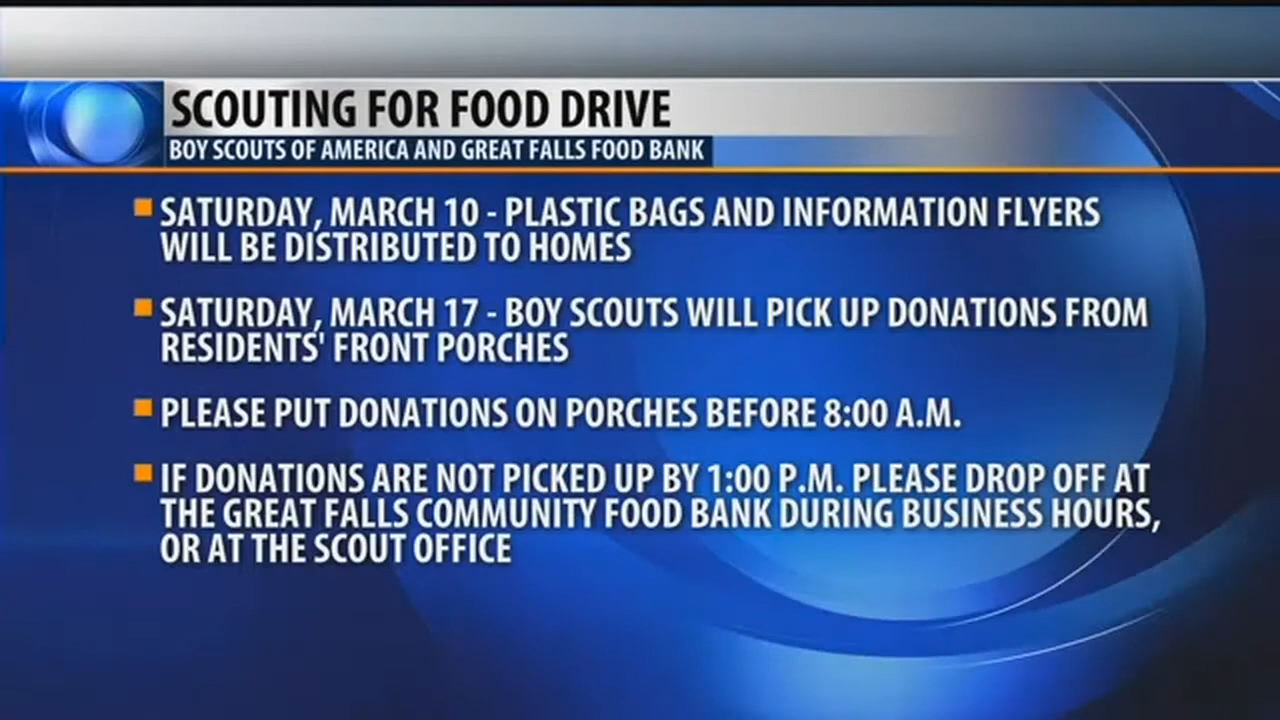 SCOUTING FOR FOOD DRIVE
BOY SCOUTS OF AMERICA AND GREAT FALLS FOOD BANK
SATURDAY, MARCH 10 - PLASTIC BAGS AND INFORMATION FLYERS
WILL BE DISTRIBUTED TO HOMES
SATURDAY, MARCH 17 - BOY SCOUTS WILL PICK UP DONATIONS FROM
RESIDENTS' FRONT PORCHES
PLEASE PUT DONATIONS ON PORCHES BEFORE 8:00 A.M.
IF DONATIONS ARE NOT PICKED UP BY 1:00 P.M. PLEASE DROP OFF AT
THE GREAT FALLS COMMUNITY FOOD BANK DURING BUSINESS HOURS,
OR AT THE SCOUT OFFICE